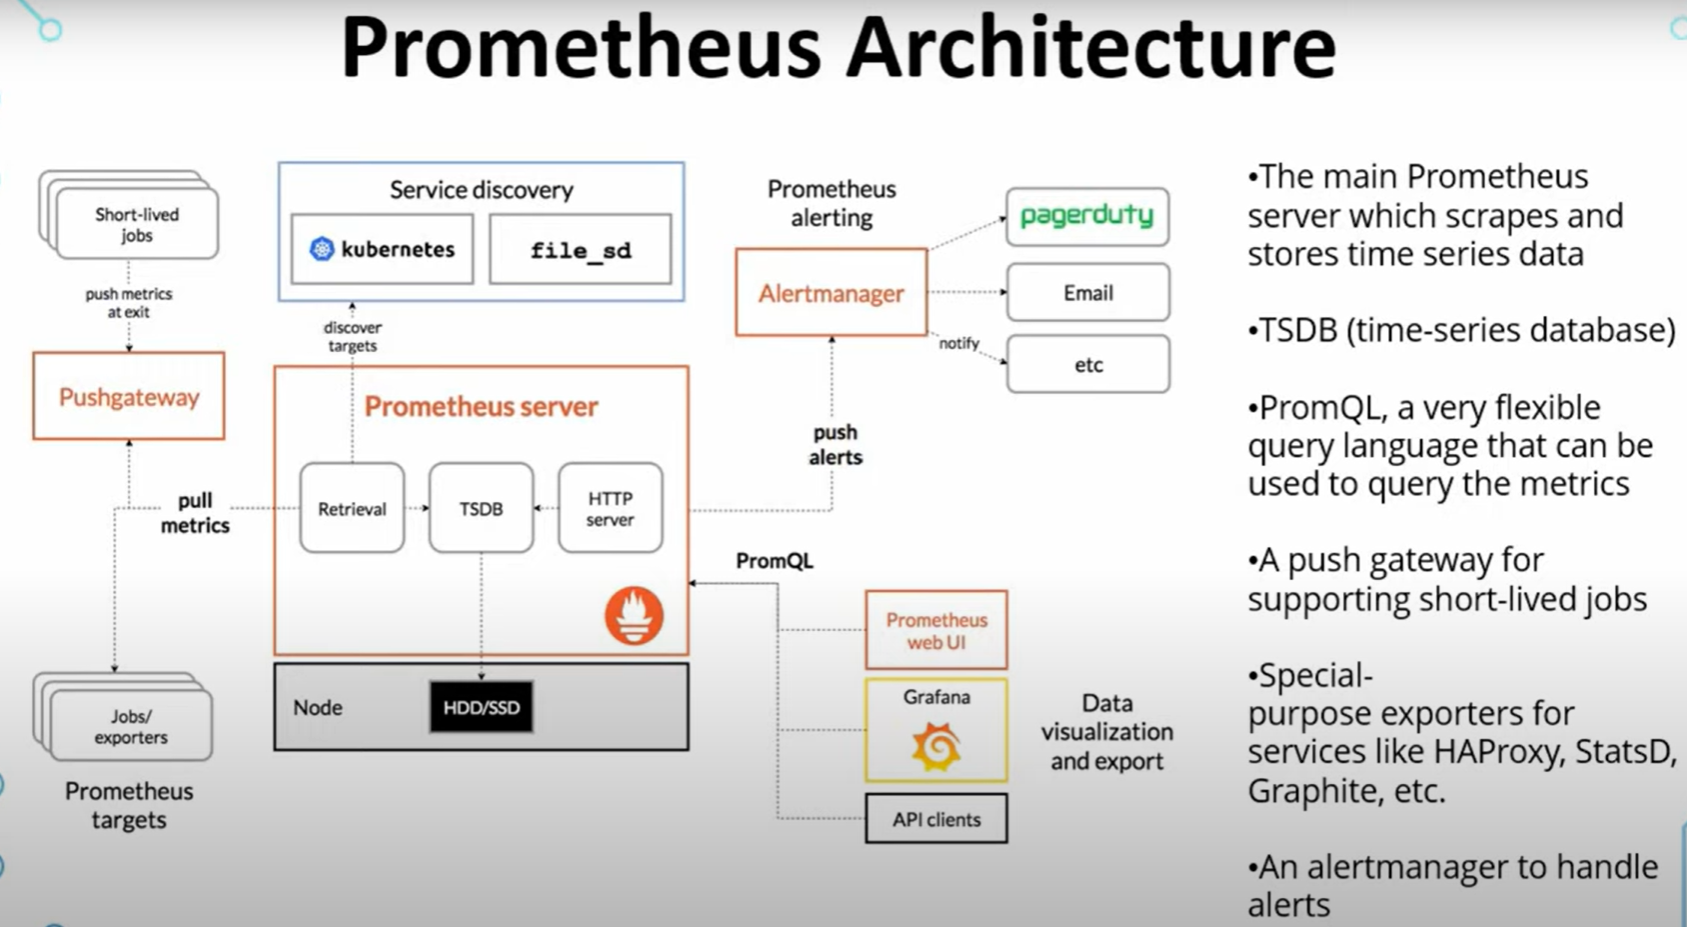 Prometheus Architecture
Short-lived
jobs
push metrics
at exit
Pushgateway
pull
metrics
Jobs/
exporters
Prometheus
targets
Service discovery
kubernetes
file_sd
discover
targets
Prometheus server
Retrieval
TSDB
HTTP
server
Node
HDD/SSD
Prometheus
alerting
Alertmanager
pagerduty
Email
notify
etc
push
alerts
PromQL
Prometheus
web UI
Grafana
API clients
Data
visualization
and export
•The main Prometheus
server which scrapes and
stores time series data
•TSDB (time-series database)
•PromQL, a very flexible
query language that can be
used to query the metrics
•A push gateway for
supporting short-lived jobs
•Special-
purpose exporters for
services like HAProxy, StatsD,
Graphite, etc.
•An alertmanager to handle
alerts